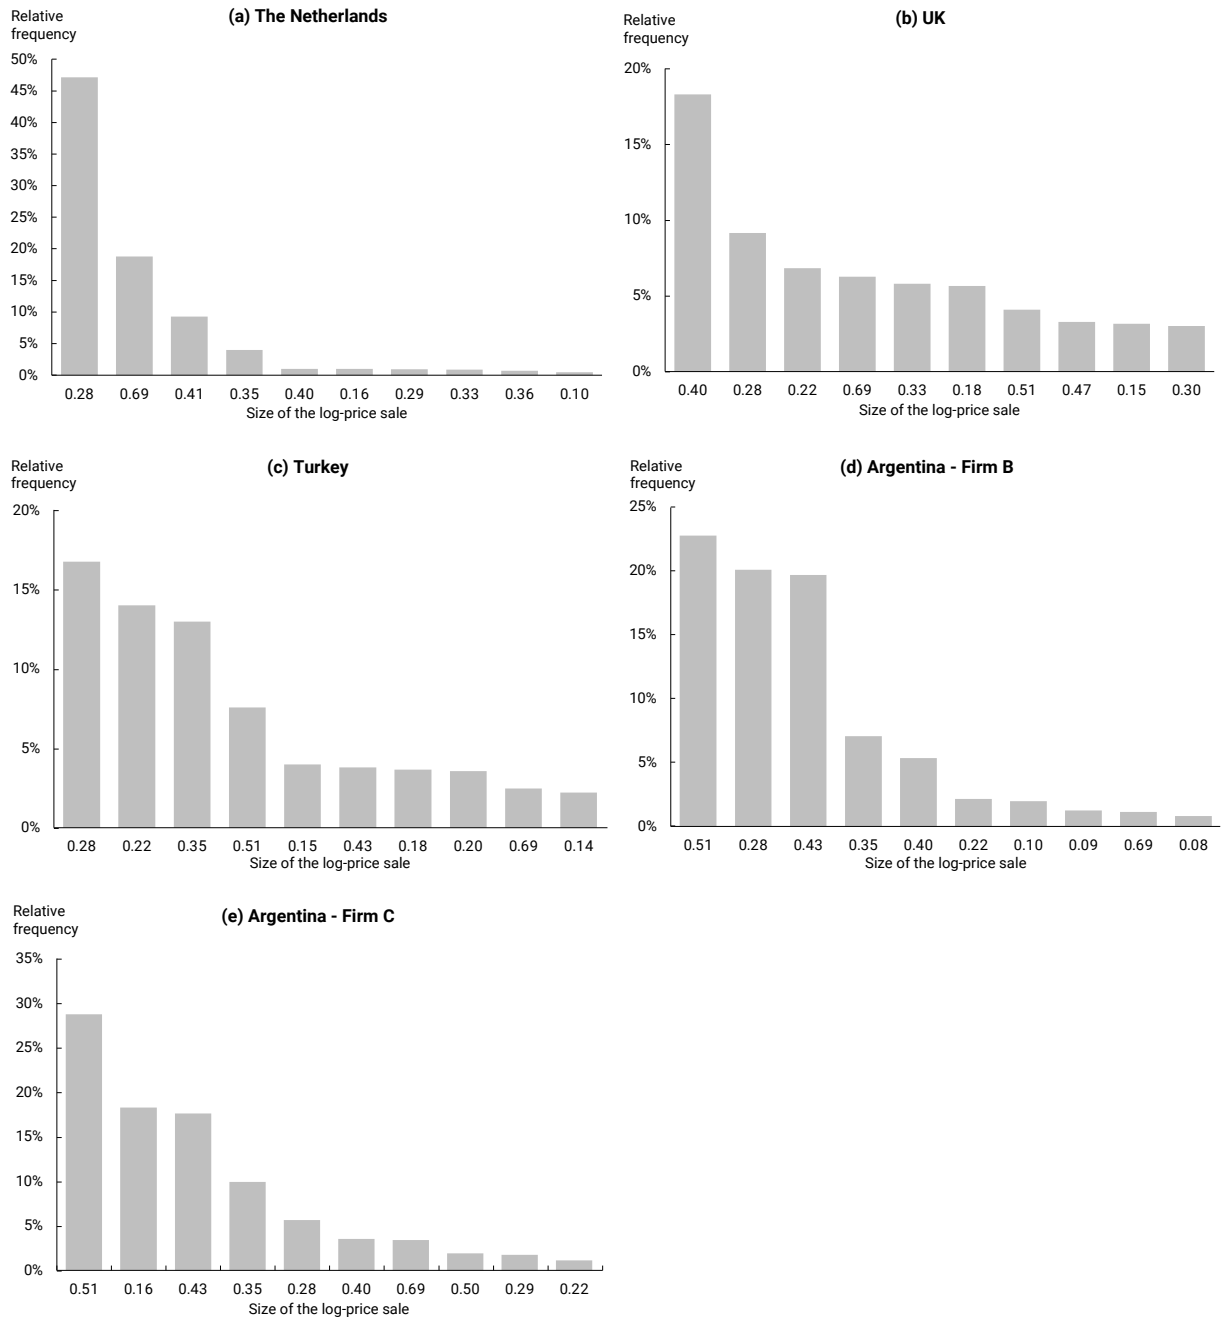 (a) The Netherlands
Relative
frequency
50%
45%
40%
35%
30%
25%
20%
15%
10%
5%
0%
0.28 0.69 0.41 0.35 0.40 0.16 0.29 0.33 0.36 0.10
Size of the log-price sale
(b) UK
Relative
frequency
20%
15%
10%
5%
0%
0.40 0.28 0.22 0.69 0.33 0.18 0.51 0.47 0.15 0.30
Size of the log-price sale
(c) Turkey
Relative
frequency
20%
15%
10%
5%
0%
0.28 0.22 0.35 0.51 0.15 0.43 0.18 0.20 0.69 0.14
Size of the log-price sale
(d) Argentina - Firm B
Relative
frequency
25%
20%
15%
10%
5%
0%
0.51 0.28 0.43 0.35 0.40 0.22 0.10 0.09 0.69 0.08
Size of the log-price sale
(e) Argentina - Firm C
Relative
frequency
35%
30%
25%
20%
15%
10%
5%
0%
0.51 0.16 0.43 0.35 0.28 0.40 0.69 0.50 0.29 0.22
Size of the log-price sale